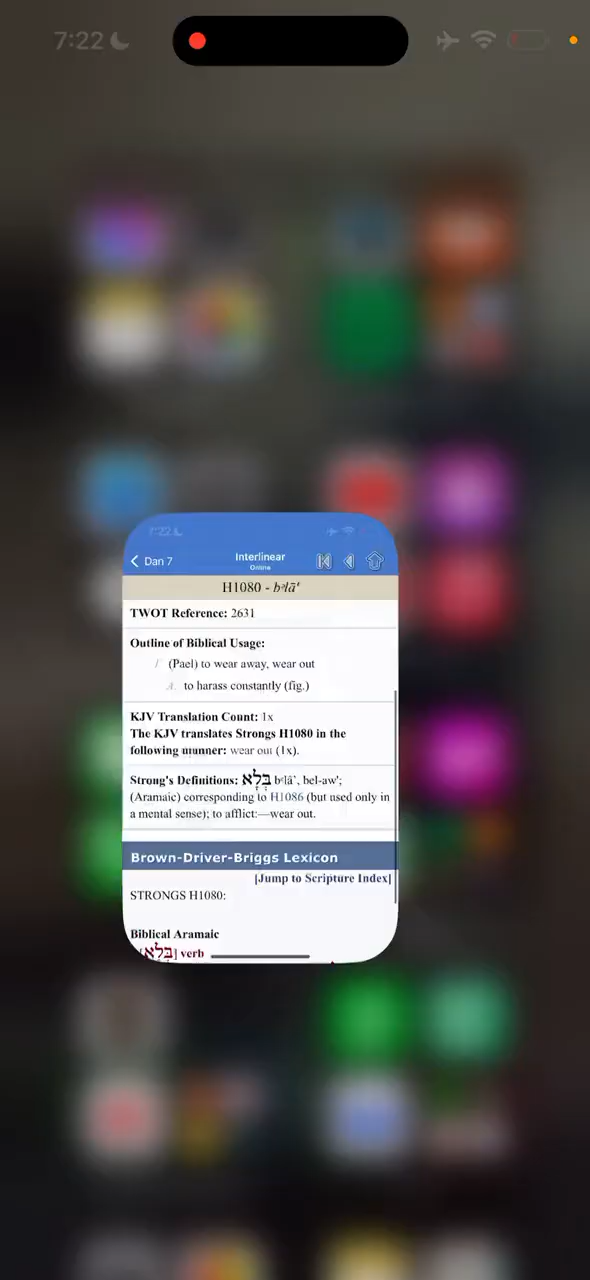 7:22
7:22
Dan 7
Interlinear
Online
H1080 - bᵊlā'
TWOT Reference: 2631
Outline of Biblical Usage:
I. (Pael) to wear away, wear out
A. to harass constantly (fig.)
KJV Translation Count: 1x
The KJV translates Strongs H1080 in the
following manner: wear out (1x).
Strong's Definitions: בְּלָא bᵉlâʼ, bel-aw';
(Aramaic) corresponding to H1086 (but used only in
a mental sense); to afflict:—wear out.
Brown-Driver-Briggs Lexicon
[Jump to Scripture Index]
STRONGS H1080:
Biblical Aramaic
[בְּלָא] verb